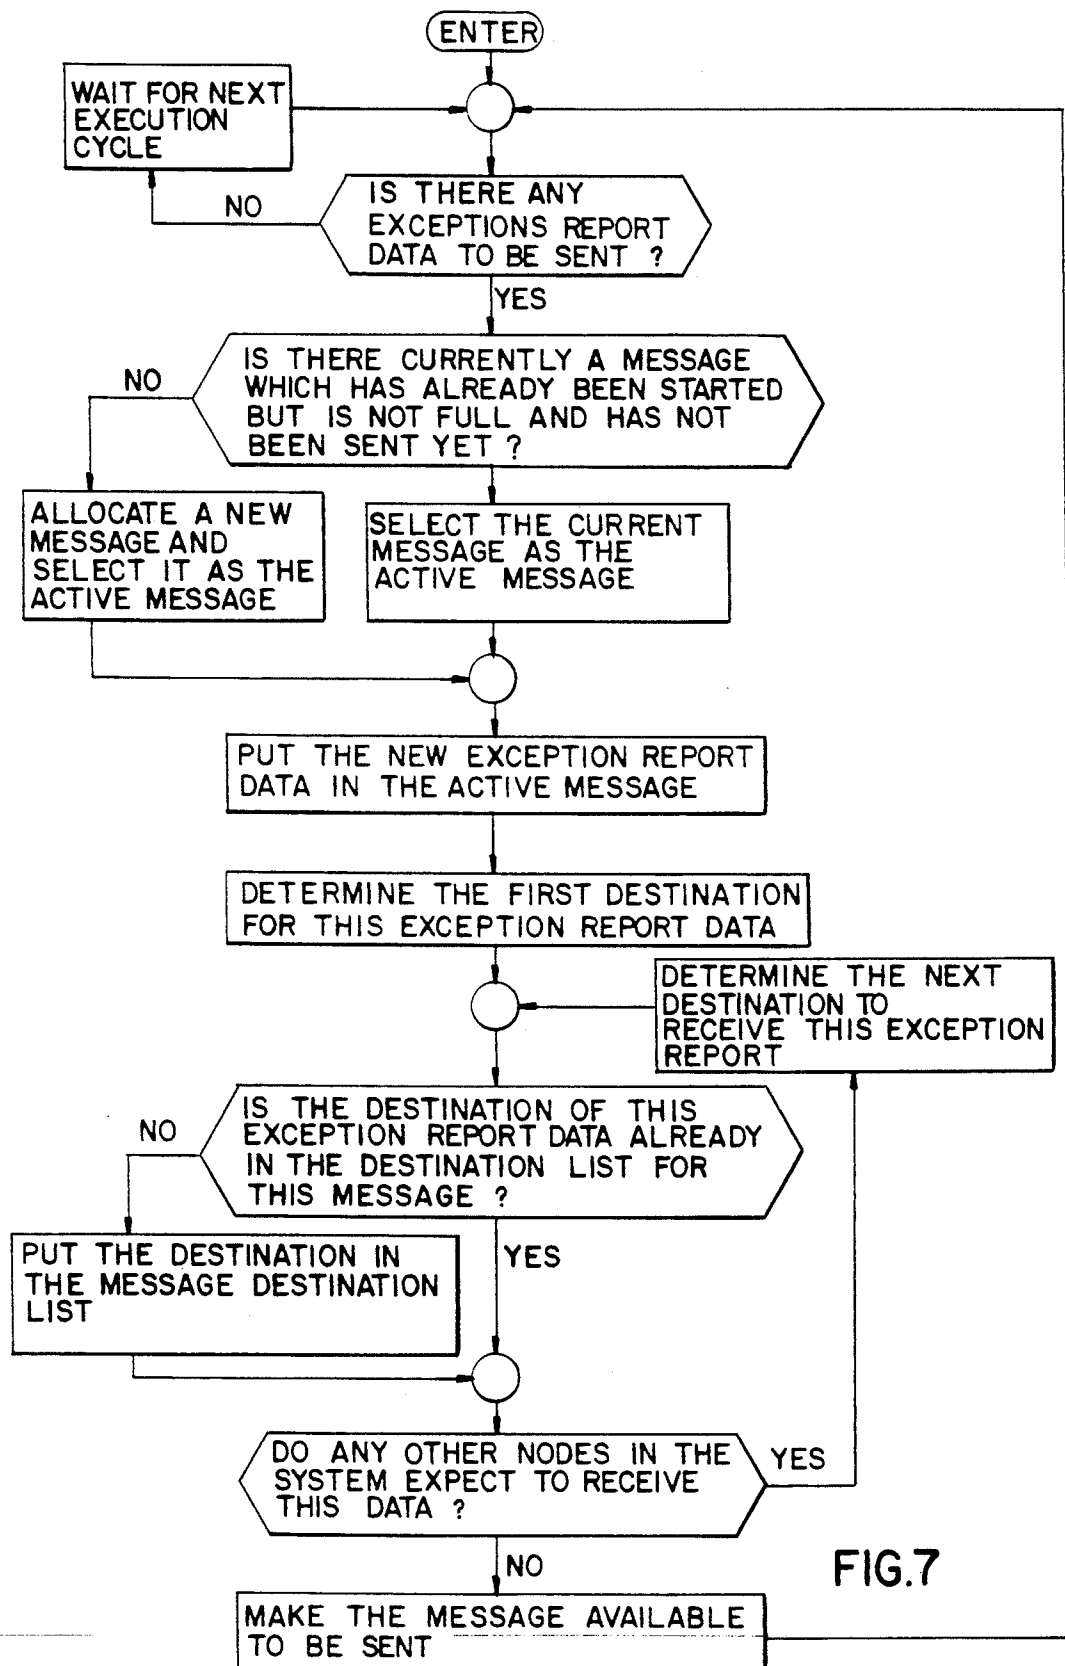 ENTER
WAIT FOR NEXT
EXECUTION
CYCLE
NO
IS THERE ANY
EXCEPTIONS REPORT
DATA TO BE SENT ?
YES
IS THERE CURRENTLY A MESSAGE
WHICH HAS ALREADY BEEN STARTED
BUT IS NOT FULL AND HAS NOT
BEEN SENT YET ?
NO
ALLOCATE A NEW
MESSAGE AND
SELECT IT AS THE
ACTIVE MESSAGE
SELECT THE CURRENT
MESSAGE AS THE
ACTIVE MESSAGE
PUT THE NEW EXCEPTION REPORT
DATA IN THE ACTIVE MESSAGE
DETERMINE THE FIRST DESTINATION
FOR THIS EXCEPTION REPORT DATA
DETERMINE THE NEXT
DESTINATION TO
RECEIVE THIS EXCEPTION
REPORT
IS THE DESTINATION OF THIS
EXCEPTION REPORT DATA ALREADY
IN THE DESTINATION LIST FOR
THIS MESSAGE ?
NO
YES
PUT THE DESTINATION IN
THE MESSAGE DESTINATION
LIST
DO ANY OTHER NODES IN THE
SYSTEM EXPECT TO RECEIVE
THIS DATA ?
YES
NO
FIG.7
MAKE THE MESSAGE AVAILABLE
TO BE SENT